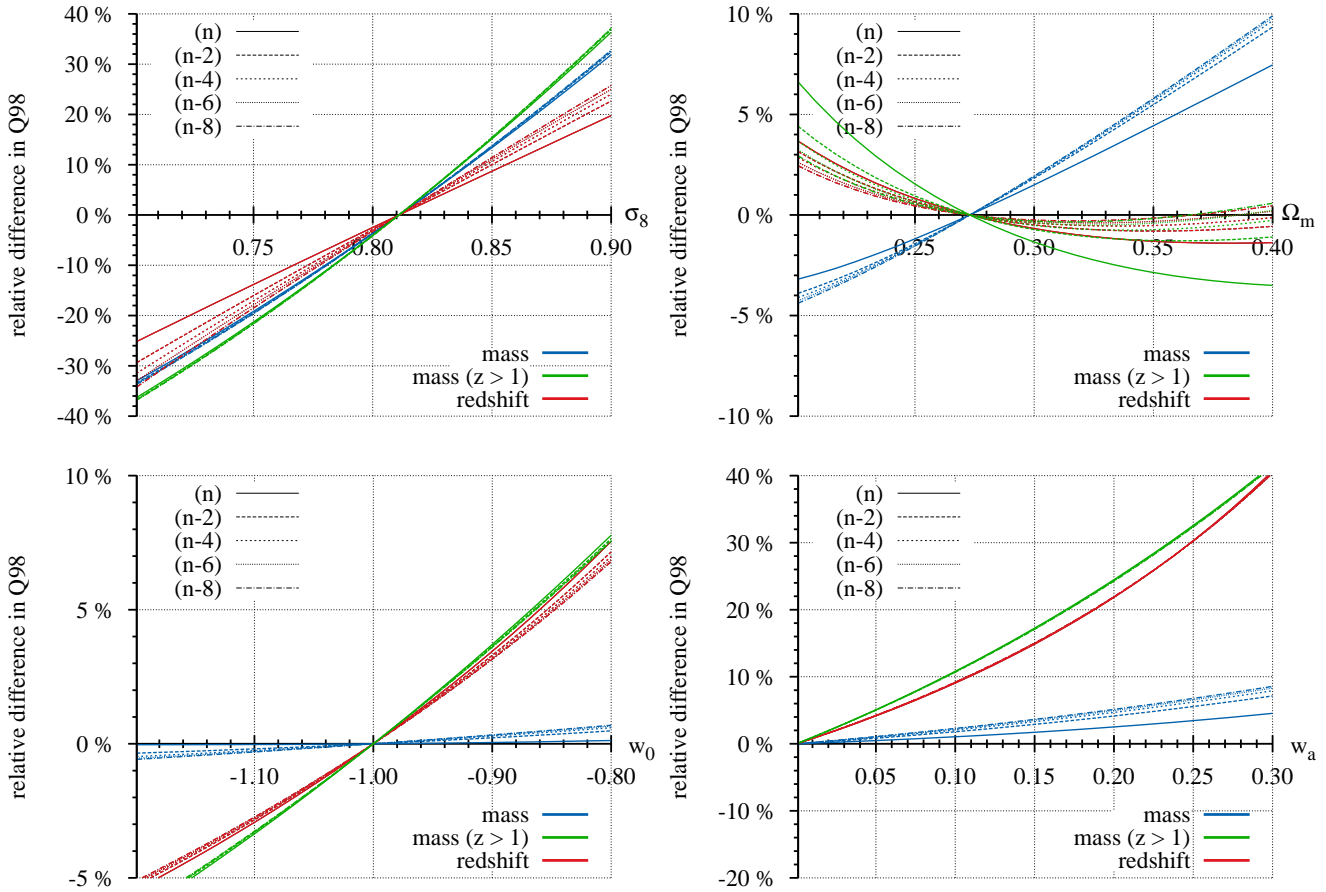 40 %
30 %
20 %
10 %
0 %
-10 %
-20 %
-30 %
-40 %
relative difference in Q98
(n)
(n-2)
(n-4)
(n-6)
(n-8)
0.75
0.80
0.85
0.90
σ8
mass
mass (z > 1)
redshift
10 %
5 %
0 %
-5 %
-10 %
relative difference in Q98
(n)
(n-2)
(n-4)
(n-6)
(n-8)
0.25
0.30
0.35
0.40
Ωm
mass
mass (z > 1)
redshift
10 %
5 %
0 %
-5 %
relative difference in Q98
(n)
(n-2)
(n-4)
(n-6)
(n-8)
-1.10
-1.00
-0.90
-0.80
w0
mass
mass (z > 1)
redshift
40 %
30 %
20 %
10 %
0 %
-10 %
-20 %
relative difference in Q98
(n)
(n-2)
(n-4)
(n-6)
(n-8)
0.05
0.10
0.15
0.20
0.25
0.30
wa
mass
mass (z > 1)
redshift